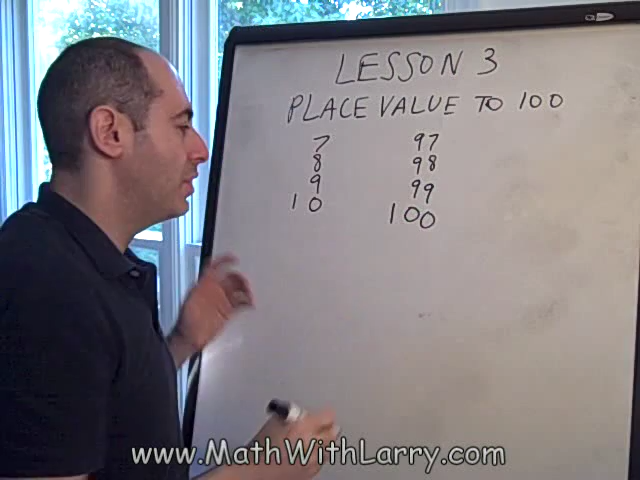 LESSON 3
PLACE VALUE TO 100
7 97
8 98
9 99
10 100
www.MathWithLarry.com